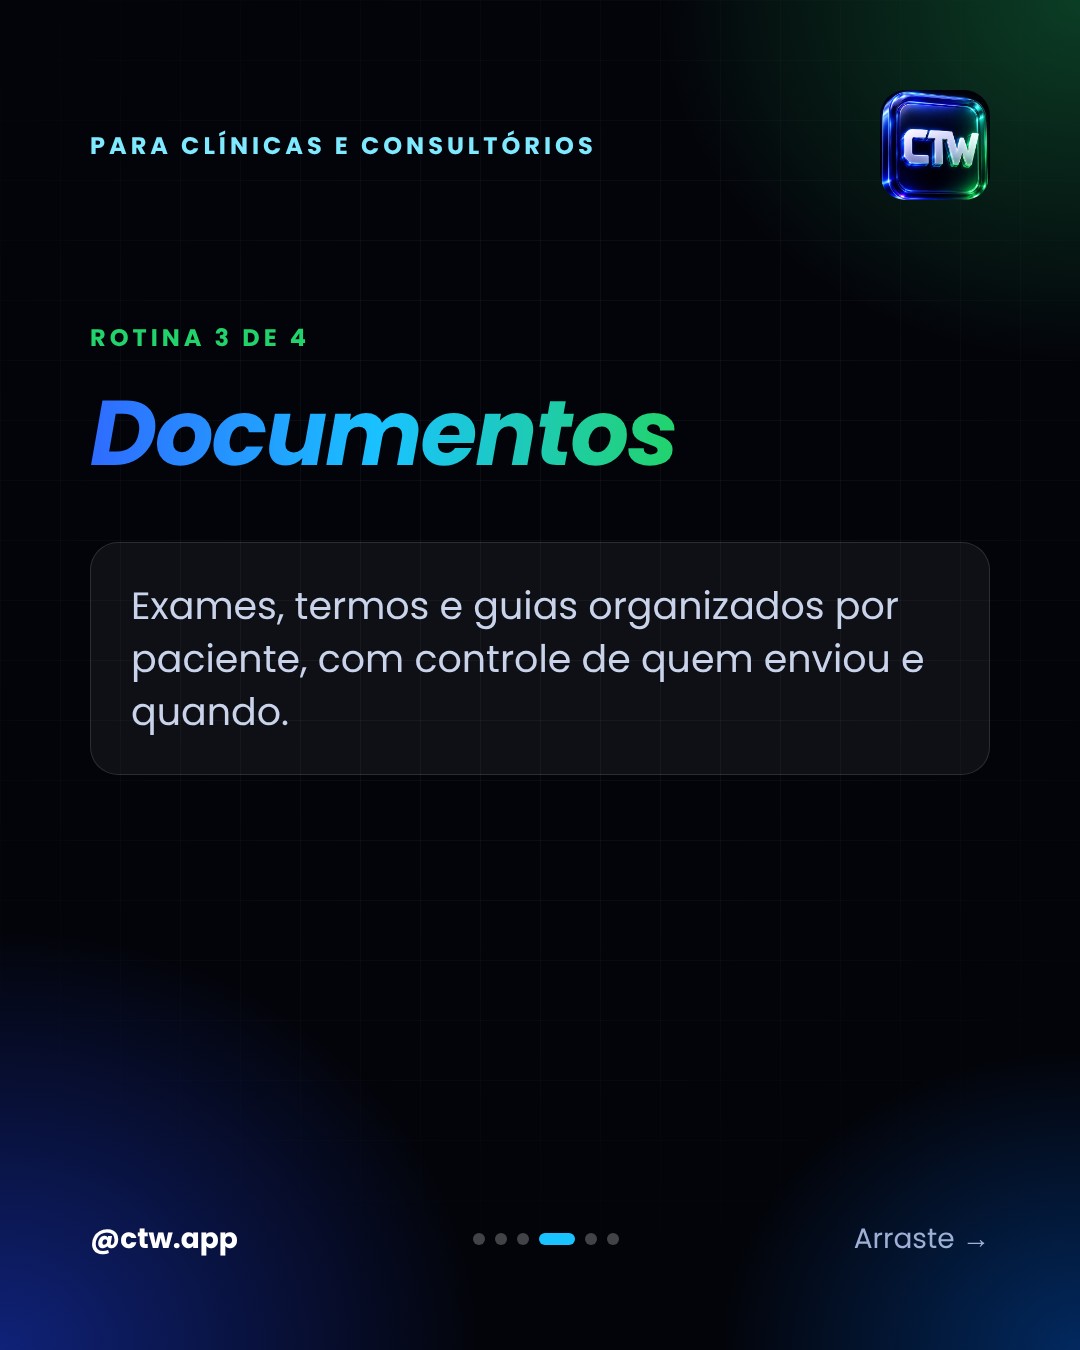 PARA CLÍNICAS E CONSULTÓRIOS
CTW
ROTINA 3 DE 4
Documentos
Exames, termos e guias organizados por
paciente, com controle de quem enviou e
quando.
@ctw.app
Arraste →